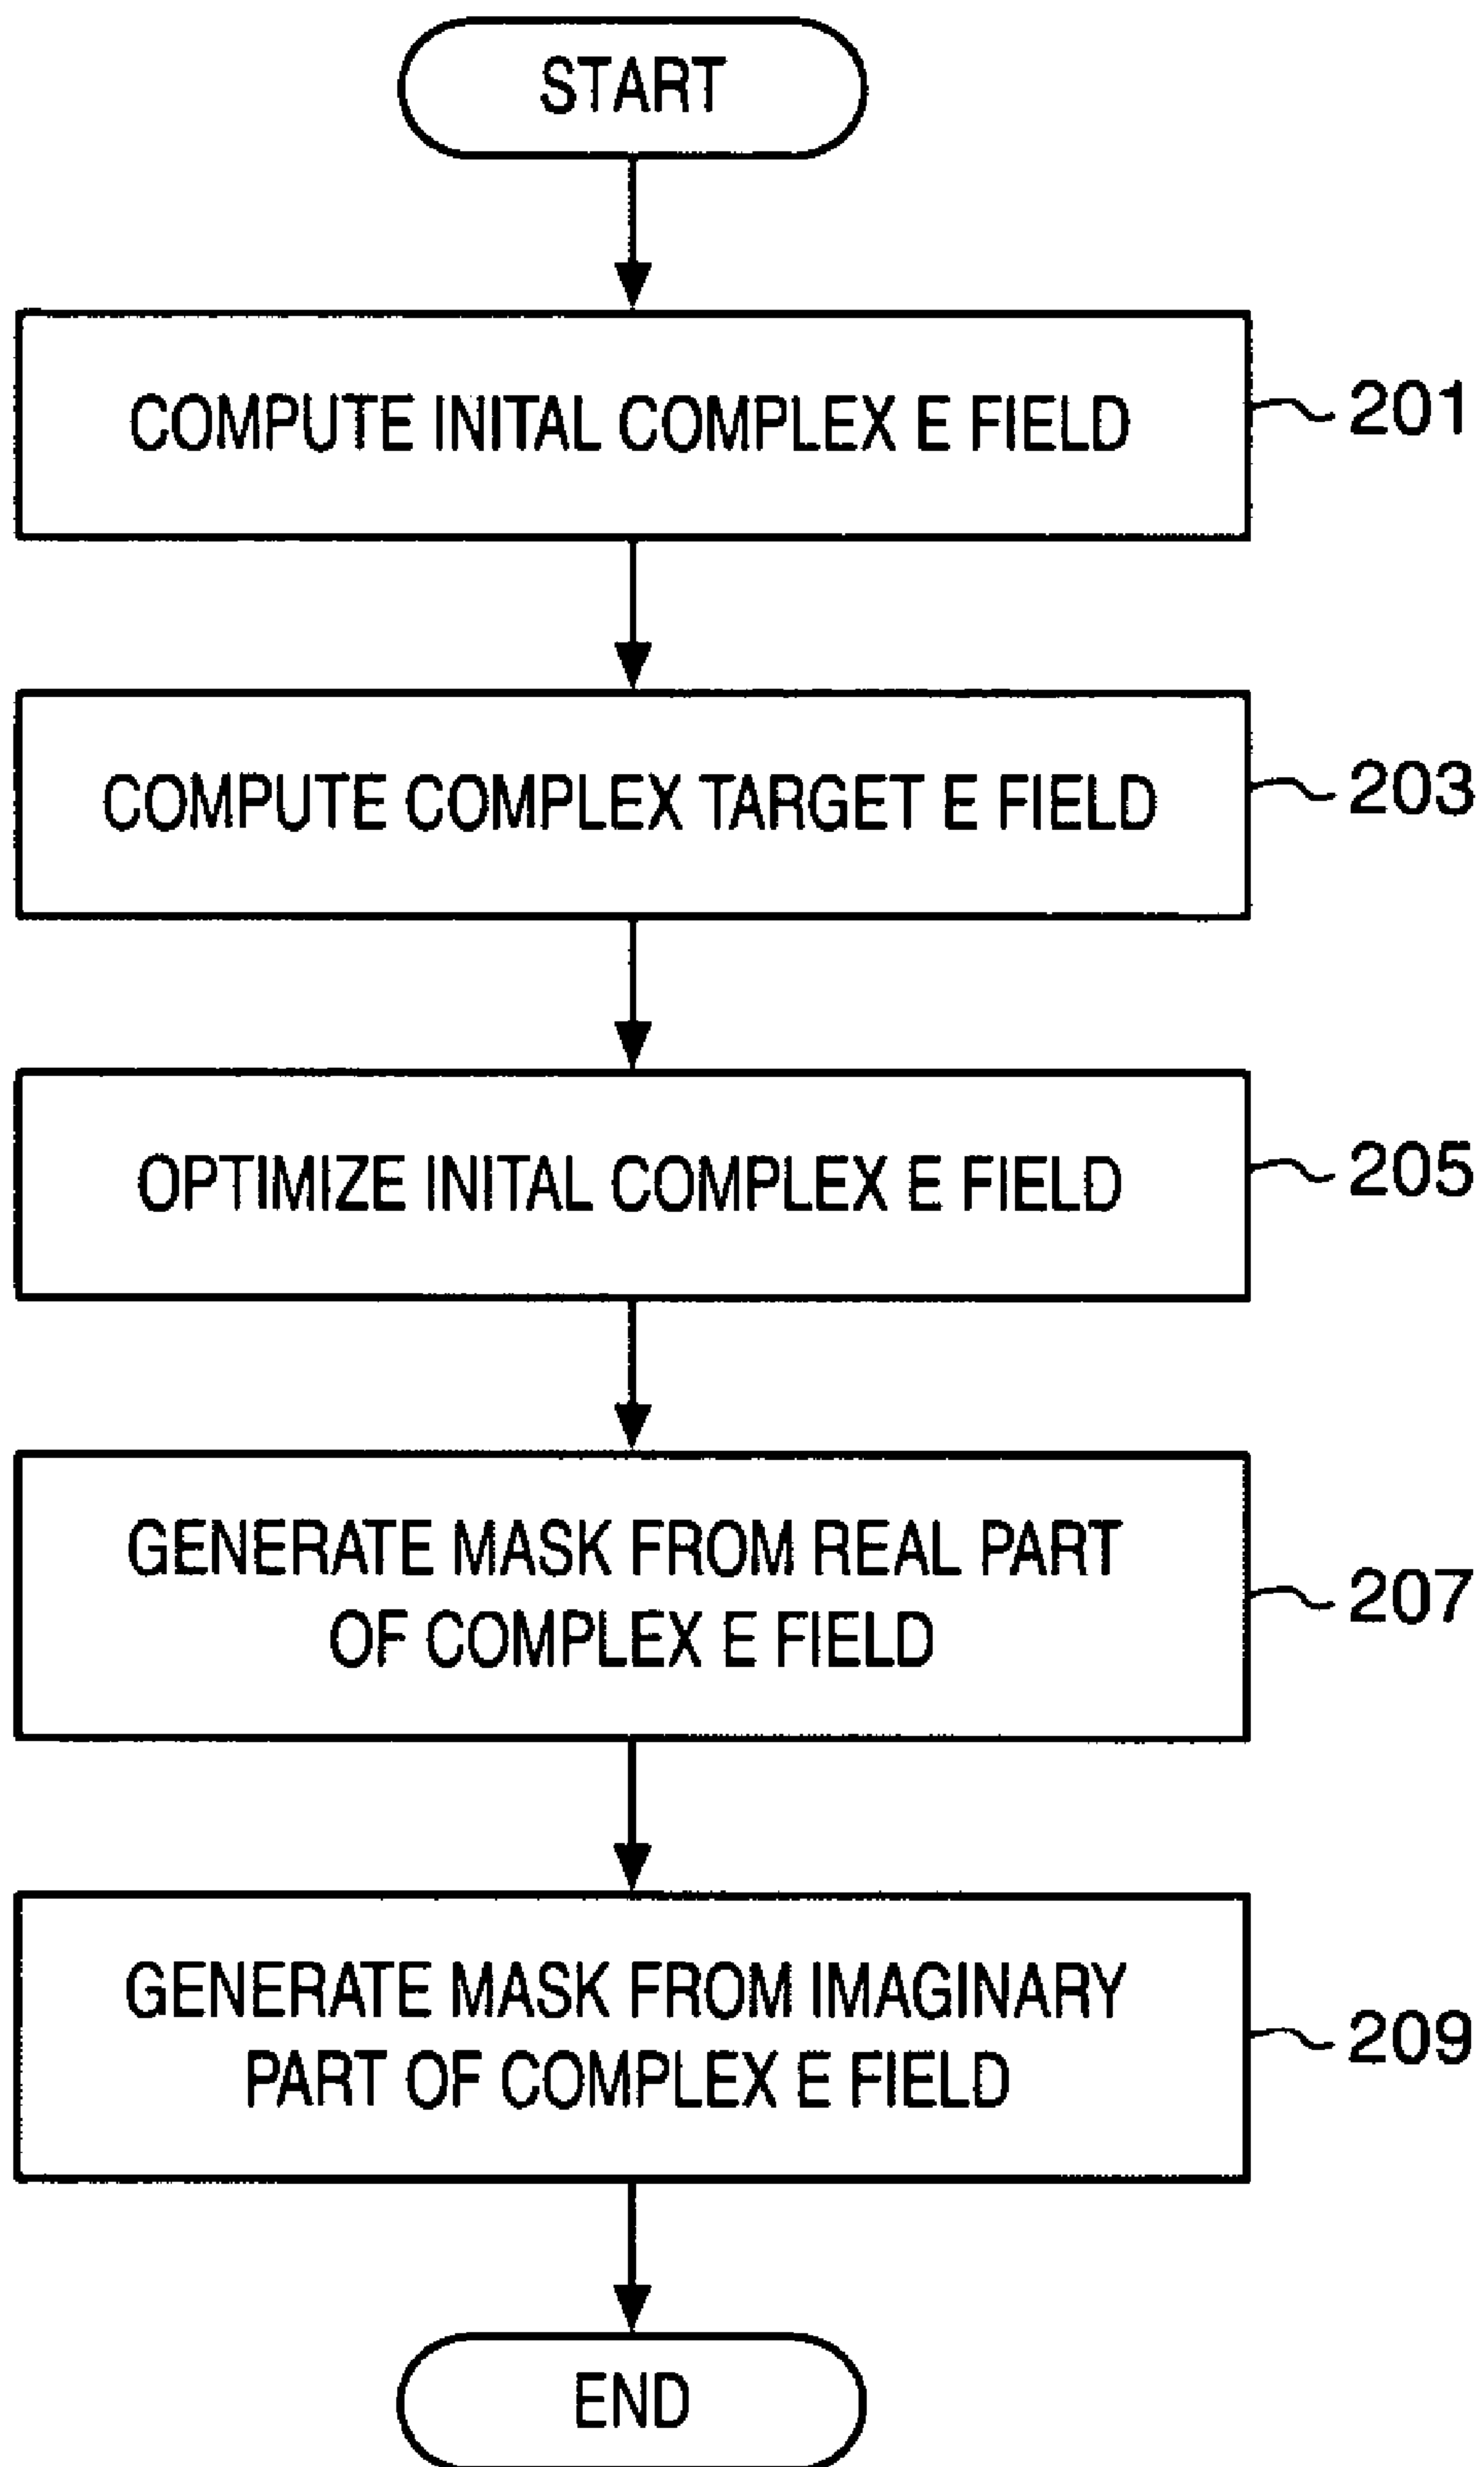 START
COMPUTE INITAL COMPLEX E FIELD
201
COMPUTE COMPLEX TARGET E FIELD
203
OPTIMIZE INITAL COMPLEX E FIELD
205
GENERATE MASK FROM REAL PART
OF COMPLEX E FIELD
207
GENERATE MASK FROM IMAGINARY
PART OF COMPLEX E FIELD
209
END